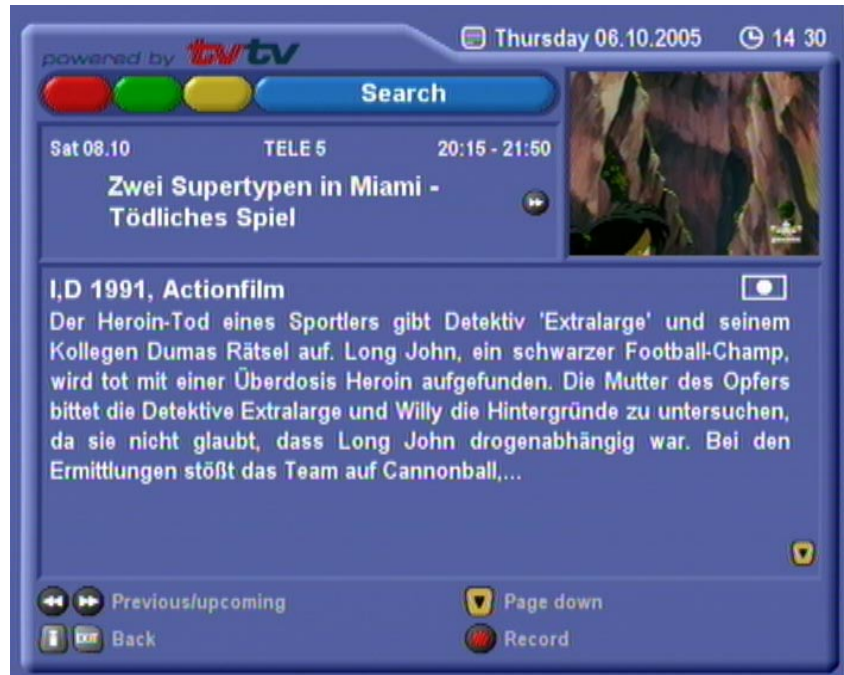 powered by tvtv
Thursday 06.10.2005 14 30
Search
Sat 08.10 TELE 5 20:15 - 21:50
Zwei Supertypen in Miami -
Tödliches Spiel
I,D 1991, Actionfilm
Der Heroin-Tod eines Sportlers gibt Detektiv 'Extralarge' und seinem
Kollegen Dumas Rätsel auf. Long John, ein schwarzer Football-Champ,
wird tot mit einer Überdosis Heroin aufgefunden. Die Mutter des Opfers
bittet die Detektive Extralarge und Willy die Hintergründe zu untersuchen,
da sie nicht glaubt, dass Long John drogenabhängig war. Bei den
Ermittlungen stößt das Team auf Cannonball,...
Previous/upcoming
Page down
i EXIT Back
Record